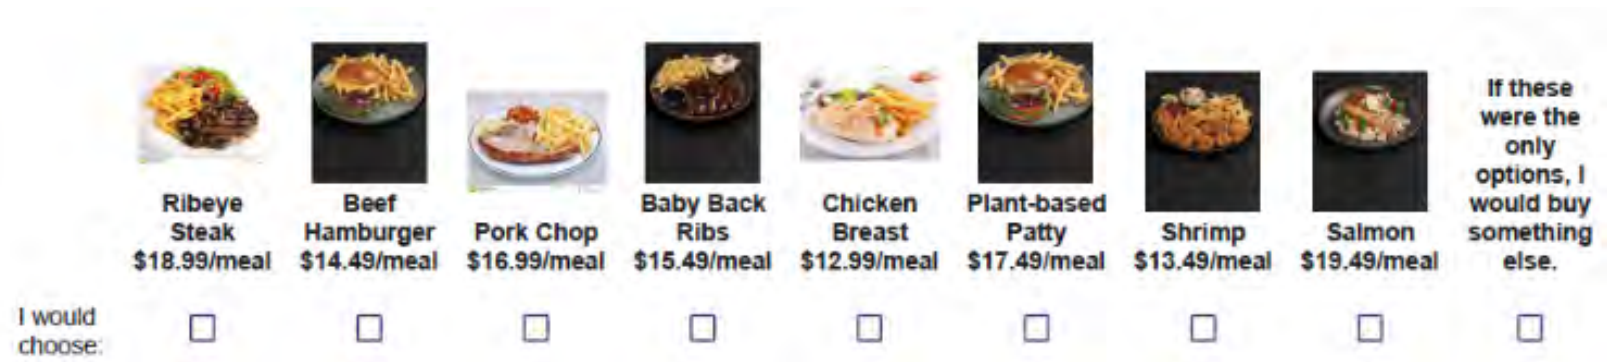 Ribeye
Steak
$18.99/meal
Beef
Hamburger
$14.49/meal
Pork Chop
$16.99/meal
Baby Back
Ribs
$15.49/meal
Chicken
Breast
$12.99/meal
Plant-based
Patty
$17.49/meal
Shrimp
$13.49/meal
Salmon
$19.49/meal
If these
were the
only
options, I
would buy
something
else.
I would
choose: